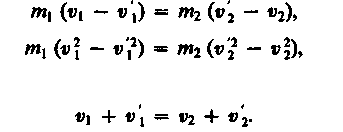 m₁ (v₁ − v′₁) = m₂ (v′₂ − v₂),
m₁ (v₁² − v′₁²) = m₂ (v′₂² − v₂²),
v₁ + v′₁ = v₂ + v′₂.